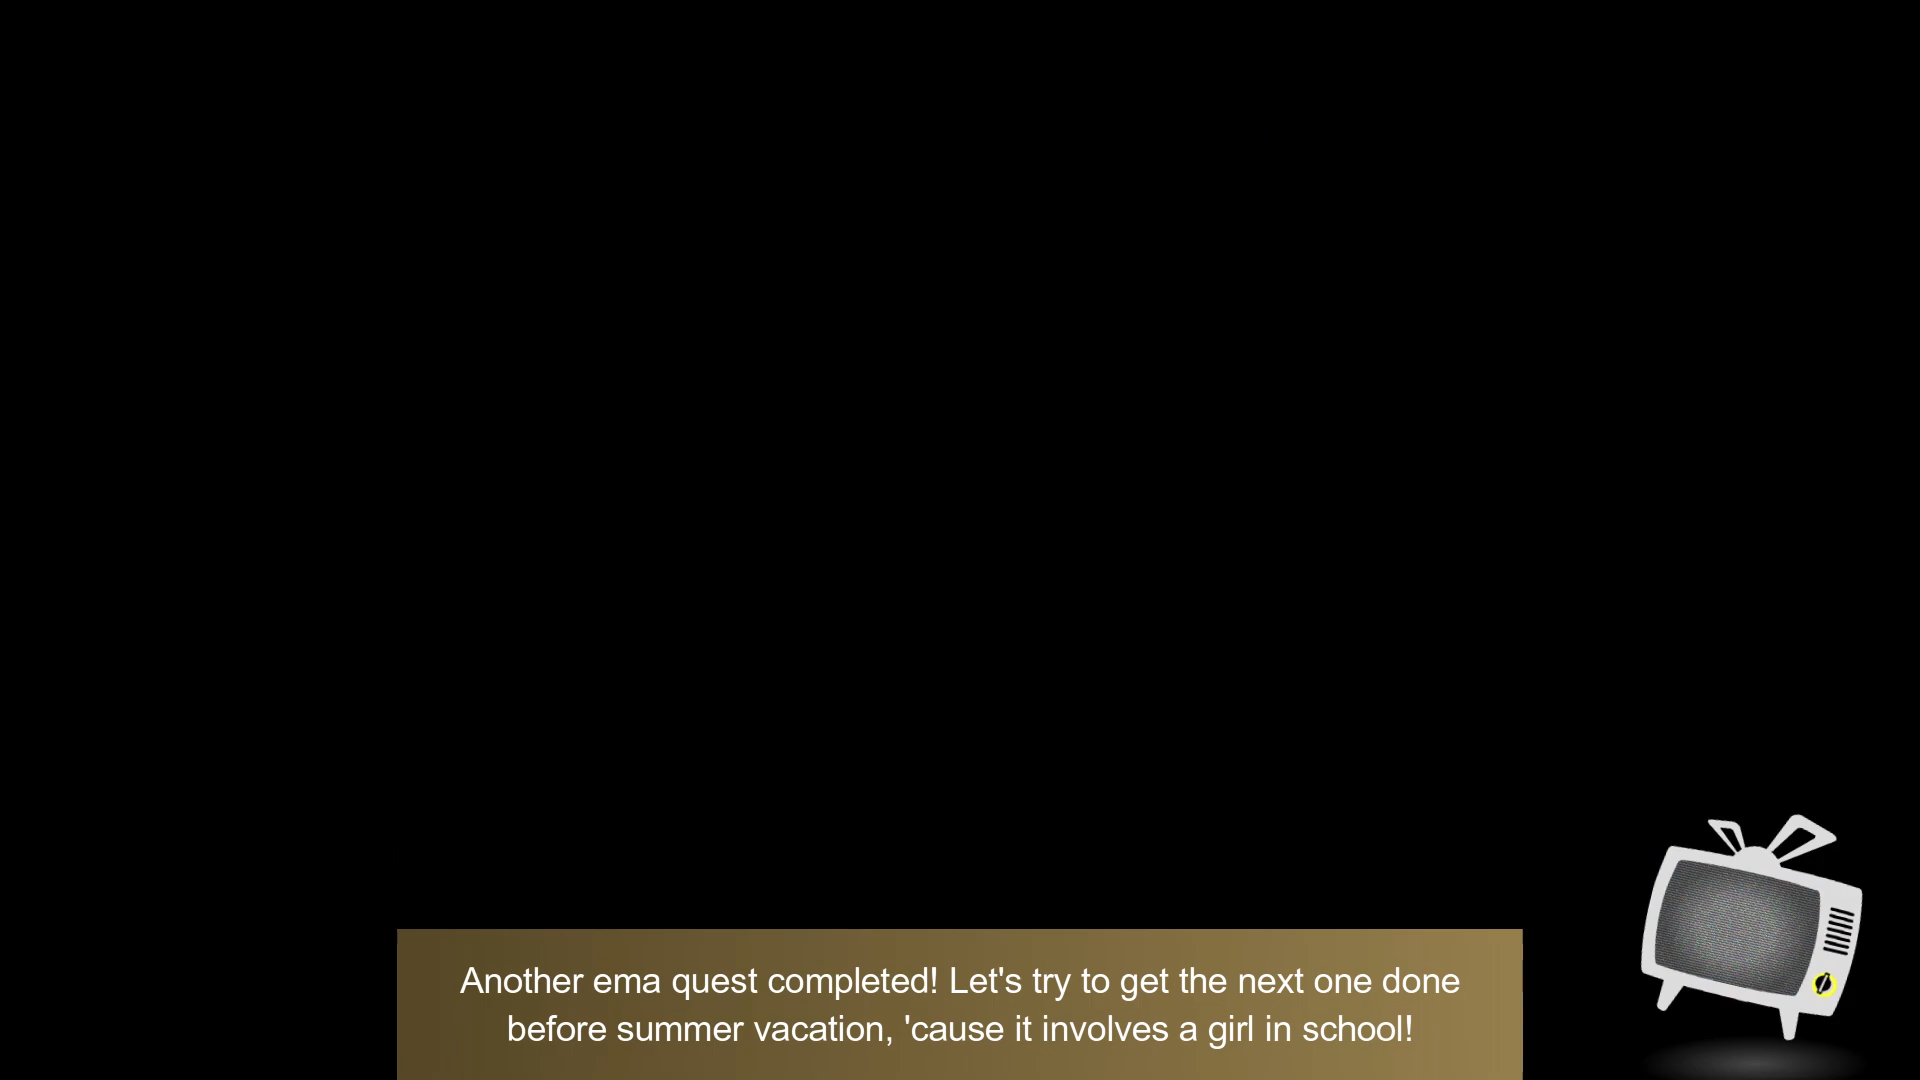 Another ema quest completed! Let's try to get the next one done
before summer vacation, 'cause it involves a girl in school!